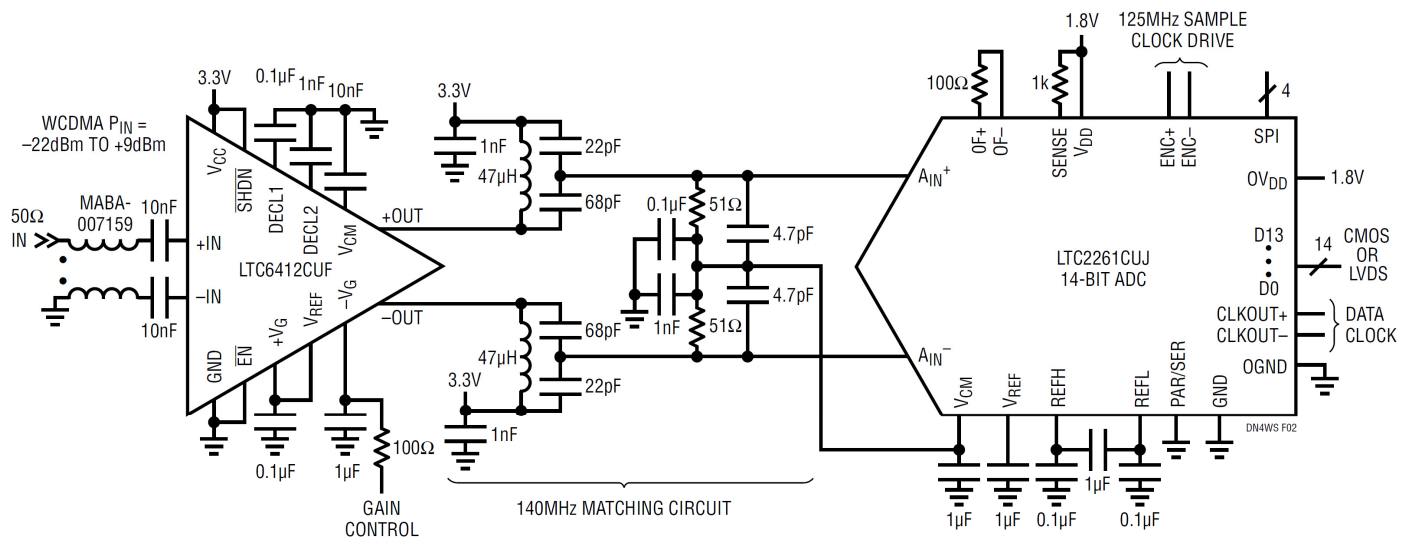 WCDMA PIN =
–22dBm TO +9dBm
50Ω
IN
MABA-
007159
10nF
10nF
3.3V
0.1µF
1nF
10nF
VCC
SHDN
DECL1
DECL2
VCM
+IN
–IN
LTC6412CUF
+OUT
–OUT
GND
EN
+VG
VREF
–VG
0.1µF
1µF
100Ω
GAIN
CONTROL
3.3V
1nF
47µH
22pF
68pF
47µH
68pF
22pF
3.3V
1nF
140MHz MATCHING CIRCUIT
0.1µF
51Ω
4.7pF
4.7pF
1nF
51Ω
1.8V
125MHz SAMPLE
CLOCK DRIVE
100Ω
1k
4
OF+
OF–
SENSE
VDD
ENC+
ENC–
SPI
AIN+
AIN–
LTC2261CUJ
14-BIT ADC
OVDD
1.8V
D13
D0
14
CMOS
OR
LVDS
CLKOUT+
CLKOUT–
DATA
CLOCK
OGND
VCM
VREF
REFH
REFL
PAR/SER
GND
DN4WS F02
1µF
1µF
0.1µF
1µF
0.1µF